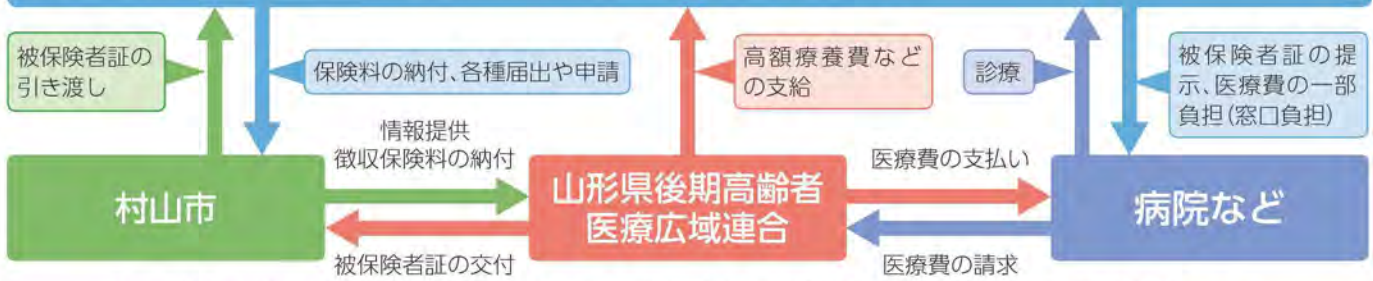 被保険者証の
引き渡し
保険料の納付、各種届出や申請
高額療養費など
の支給
診療
被保険者証の提
示、医療費の一部
負担(窓口負担)
情報提供
徴収保険料の納付
医療費の支払い
村山市
山形県後期高齢者
医療広域連合
病院など
被保険者証の交付
医療費の請求